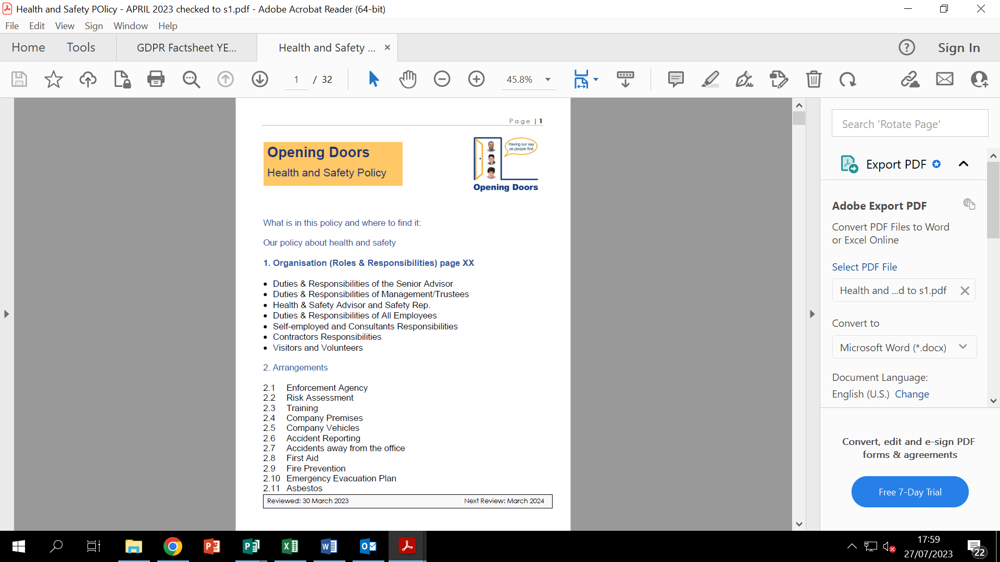 Health and Safety POlicy - APRIL 2023 checked to s1.pdf - Adobe Acrobat Reader (64-bit)
File Edit View Sign Window Help
Home Tools GDPR Factsheet YE... Health and Safety ... Sign In
1 / 32 45.8%
Page | 1
Opening Doors
Health and Safety Policy
Having our say
as people first
Opening Doors
What is in this policy and where to find it:
Our policy about health and safety
1. Organisation (Roles & Responsibilities) page XX
• Duties & Responsibilities of the Senior Advisor
• Duties & Responsibilities of Management/Trustees
• Health & Safety Advisor and Safety Rep.
• Duties & Responsibilities of All Employees
• Self-employed and Consultants Responsibilities
• Contractors Responsibilities
• Visitors and Volunteers
2. Arrangements
2.1 Enforcement Agency
2.2 Risk Assessment
2.3 Training
2.4 Company Premises
2.5 Company Vehicles
2.6 Accident Reporting
2.7 Accidents away from the office
2.8 First Aid
2.9 Fire Prevention
2.10 Emergency Evacuation Plan
2.11 Asbestos
Reviewed: 30 March 2023 Next Review: March 2024
Search 'Rotate Page'
Export PDF
Adobe Export PDF
Convert PDF Files to Word
or Excel Online
Select PDF File
Health and ...d to s1.pdf
Convert to
Microsoft Word (*.docx)
Document Language:
English (U.S.) Change
Convert, edit and e-sign PDF
forms & agreements
Free 7-Day Trial
17:59
27/07/2023
22